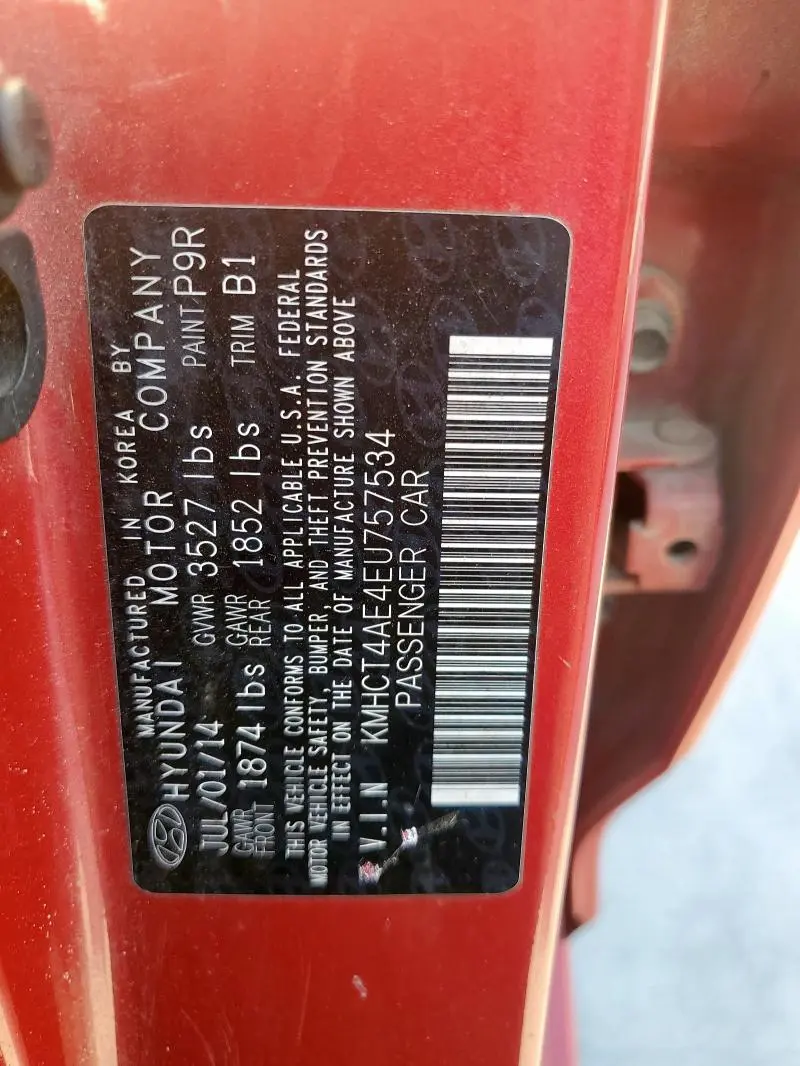 MANUFACTURED IN KOREA BY
HYUNDAI MOTOR COMPANY
JUL/01/14 GVWR 3527 lbs PAINT P9R
GAWR FRONT 1874 lbs GAWR REAR 1852 lbs TRIM B1
THIS VEHICLE CONFORMS TO ALL APPLICABLE U.S.A. FEDERAL
MOTOR VEHICLE SAFETY, BUMPER, AND THEFT PREVENTION STANDARDS
IN EFFECT ON THE DATE OF MANUFACTURE SHOWN ABOVE
V.I.N KMHCT4AE4EU757534
PASSENGER CAR